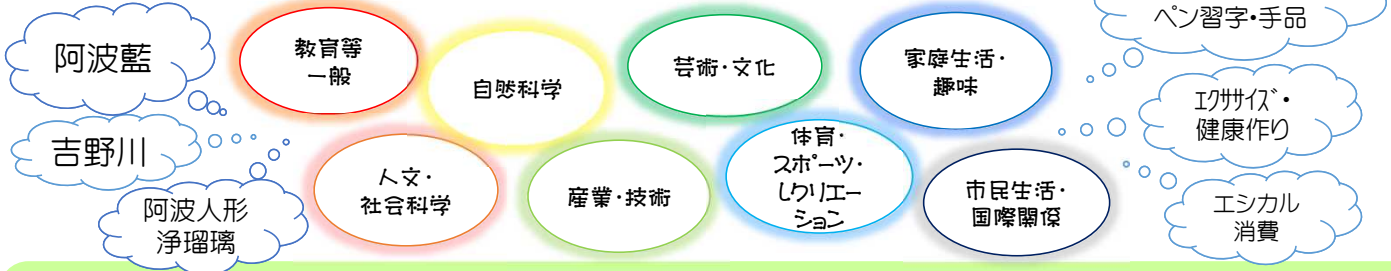 阿波藍
吉野川
阿波人形
浄瑠璃
教育等
一般
自然科学
芸術・文化
家庭生活・
趣味
人文・
社会科学
産業・技術
体育・
スポーツ・
レクリエー
ション
市民生活・
国際関係
ペン習字・手品
エクササイズ・
健康作り
エシカル
消費